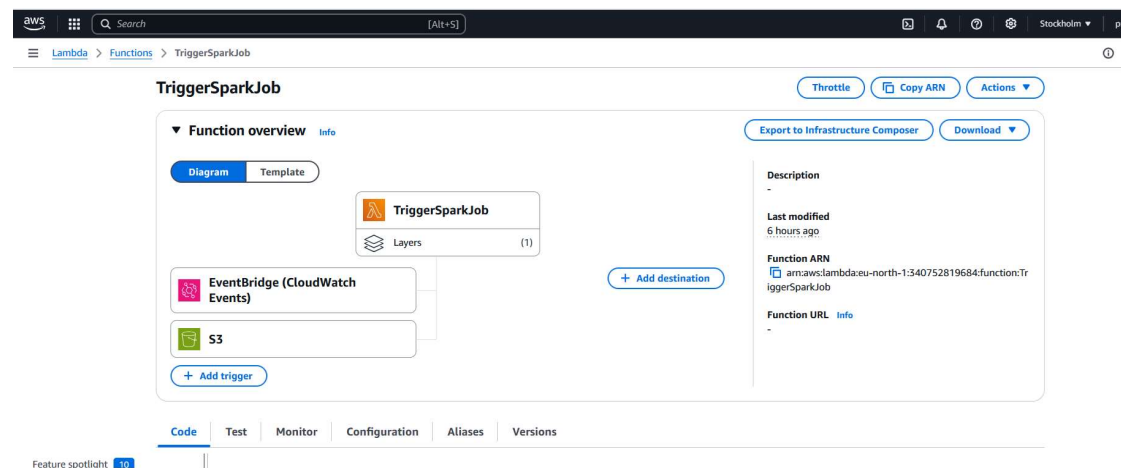 aws
Search
[Alt+S]
Stockholm
Lambda > Functions > TriggerSparkJob
TriggerSparkJob
Throttle
Copy ARN
Actions
Function overview Info
Export to Infrastructure Composer
Download
Diagram
Template
TriggerSparkJob
Layers (1)
EventBridge (CloudWatch
Events)
S3
+ Add trigger
+ Add destination
Description
-
Last modified
6 hours ago
Function ARN
arn:aws:lambda:eu-north-1:340752819684:function:Tr
iggerSparkJob
Function URL Info
-
Code
Test
Monitor
Configuration
Aliases
Versions
Feature spotlight 10